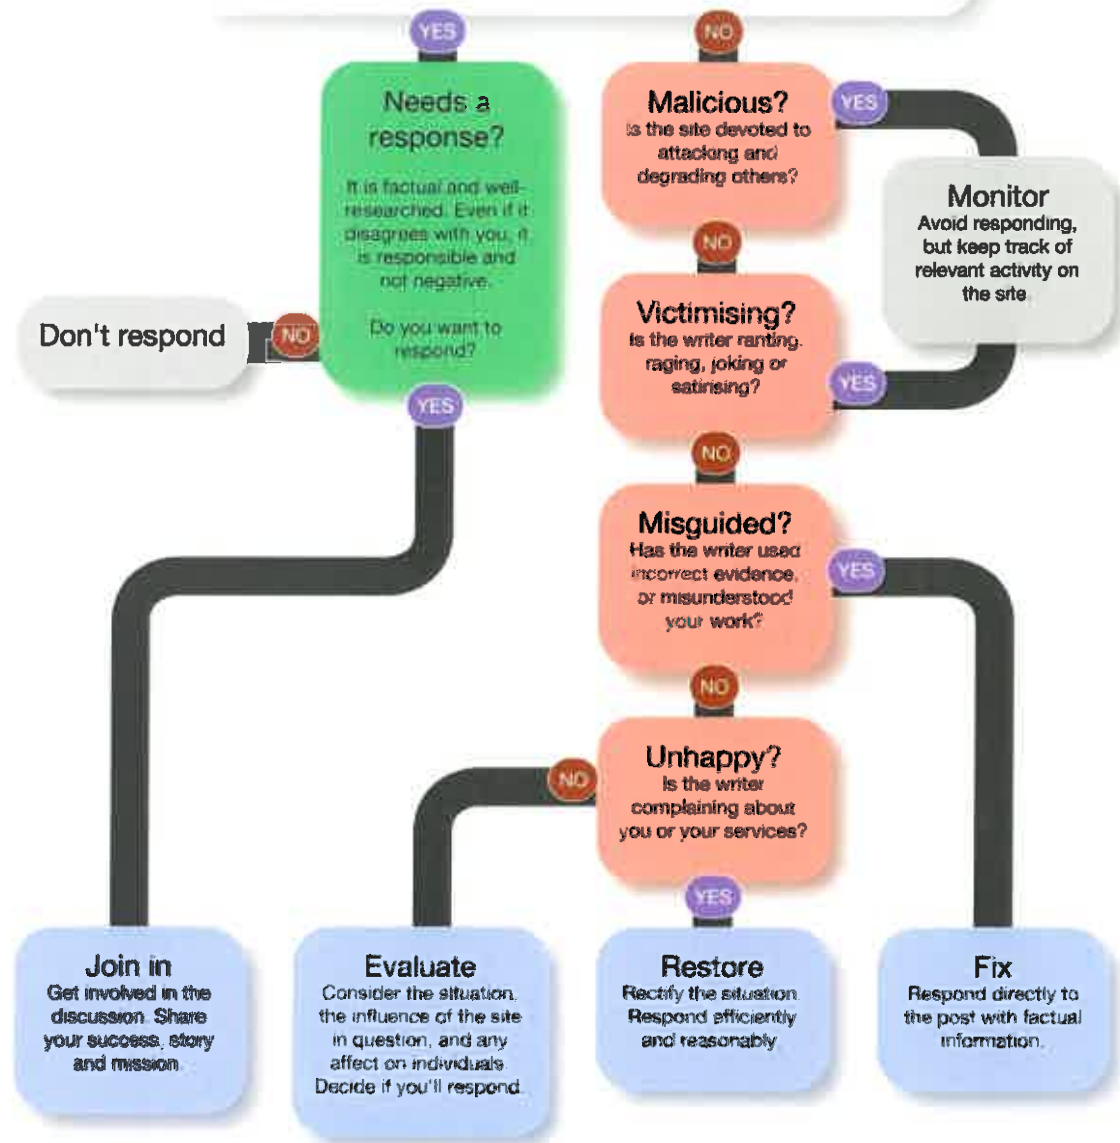 YES
NO
Needs a
response?
It is factual and well-
researched. Even if it
disagrees with you, it
is responsible and
not negative.
Do you want to
respond?
NO
Don't respond
YES
Malicious?
Is the site devoted to
attacking and
degrading others?
YES
Monitor
Avoid responding,
but keep track of
relevant activity on
the site
NO
Victimising?
Is the writer ranting,
raging, joking or
satirising?
YES
NO
Misguided?
Has the writer used
incorrect evidence,
or misunderstood
your work?
YES
NO
Unhappy?
Is the writer
complaining about
you or your services?
NO
YES
Join in
Get involved in the
discussion. Share
your success, story
and mission
Evaluate
Consider the situation,
the influence of the site
in question, and any
affect on individuals.
Decide if you'll respond.
Restore
Rectify the situation.
Respond efficiently
and reasonably
Fix
Respond directly to
the post with factual
information.